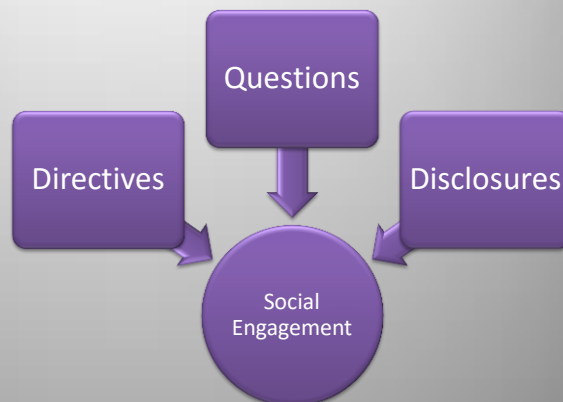 Questions
Directives
Disclosures
Social
Engagement